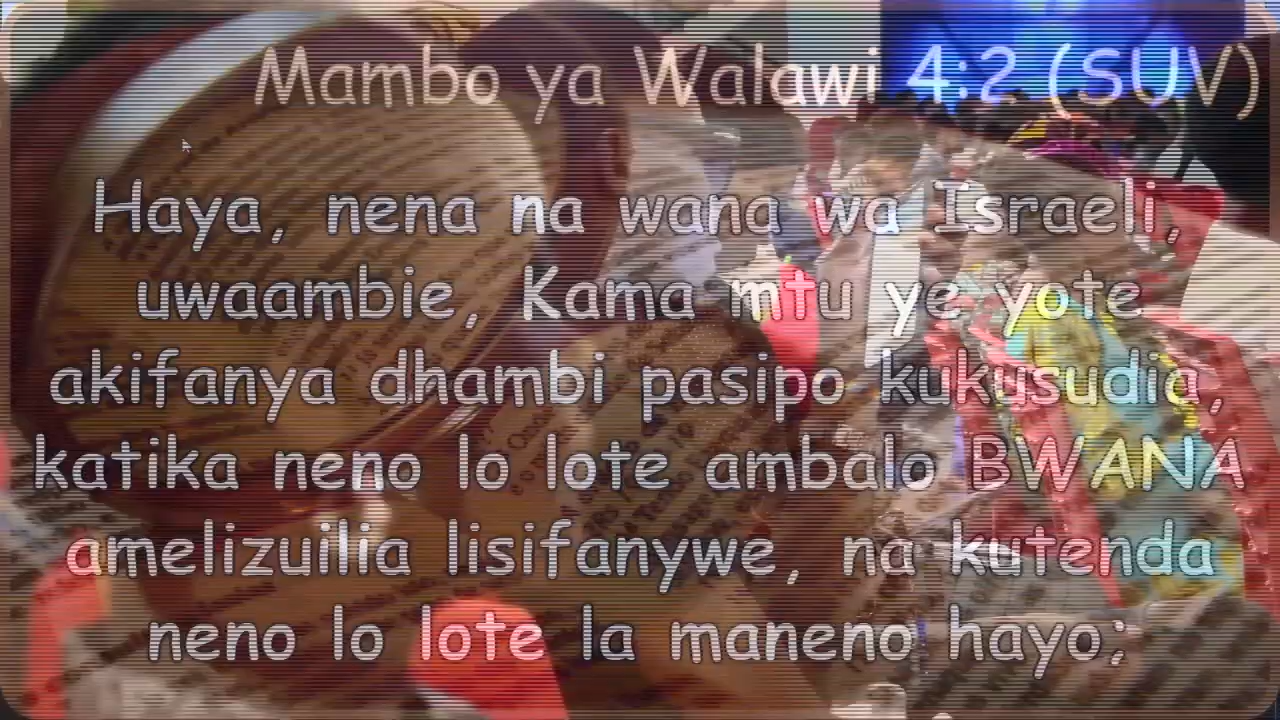 Mambo ya Walawi 4:2 (SUV)
Haya, nena na wana wa Israeli,
uwaambie, Kama mtu ye yote
akifanya dhambi pasipo kukusudia,
katika neno lo lote ambalo BWANA
amelizuilia lisifanywe, na kutenda
neno lo lote la maneno hayo;